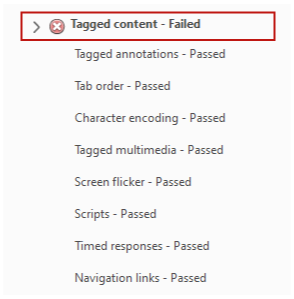 Tagged content - Failed
Tagged annotations - Passed
Tab order - Passed
Character encoding - Passed
Tagged multimedia - Passed
Screen flicker - Passed
Scripts - Passed
Timed responses - Passed
Navigation links - Passed